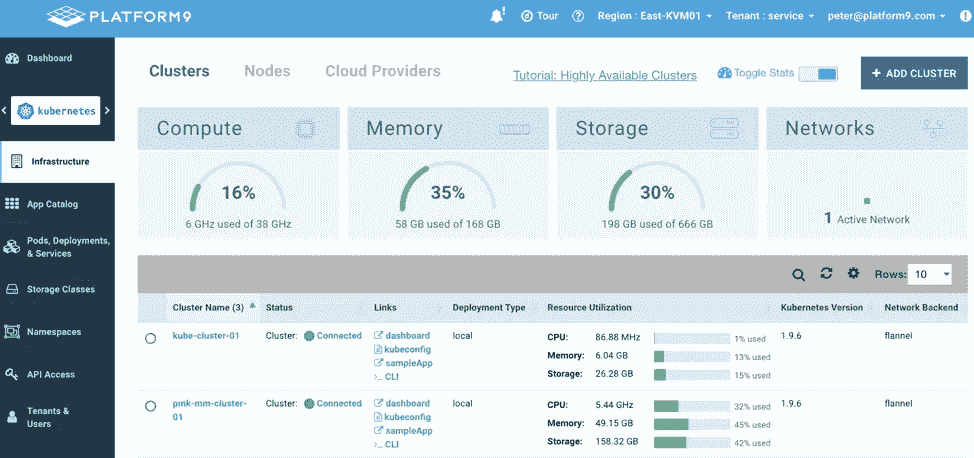 PLATFORM9
! Tour ? Region : East-KVM01 Tenant : service peter@platform9.com
Dashboard
kubernetes
Infrastructure
App Catalog
Pods, Deployments,
& Services
Storage Classes
Namespaces
API Access
Tenants &
Users
Clusters Nodes Cloud Providers Tutorial: Highly Available Clusters Toggle Stats + ADD CLUSTER
Compute Memory Storage Networks
16% 35% 30%
6 GHz used of 38 GHz 58 GB used of 168 GB 198 GB used of 666 GB 1 Active Network
Rows: 10
Cluster Name (3) Status Links Deployment Type Resource Utilization Kubernetes Version Network Backend
kube-cluster-01 Cluster: Connected dashboard local CPU: 86.88 MHz 1% used 1.9.6 flannel
kubeconfig Memory: 6.04 GB 13% used
sampleApp Storage: 26.28 GB 15% used
>_ CLI
pmk-mm-cluster- Cluster: Connected dashboard local CPU: 5.44 GHz 32% used 1.9.6 flannel
01 kubeconfig Memory: 49.15 GB 45% used
sampleApp Storage: 158.32 GB 42% used
>_ CLI